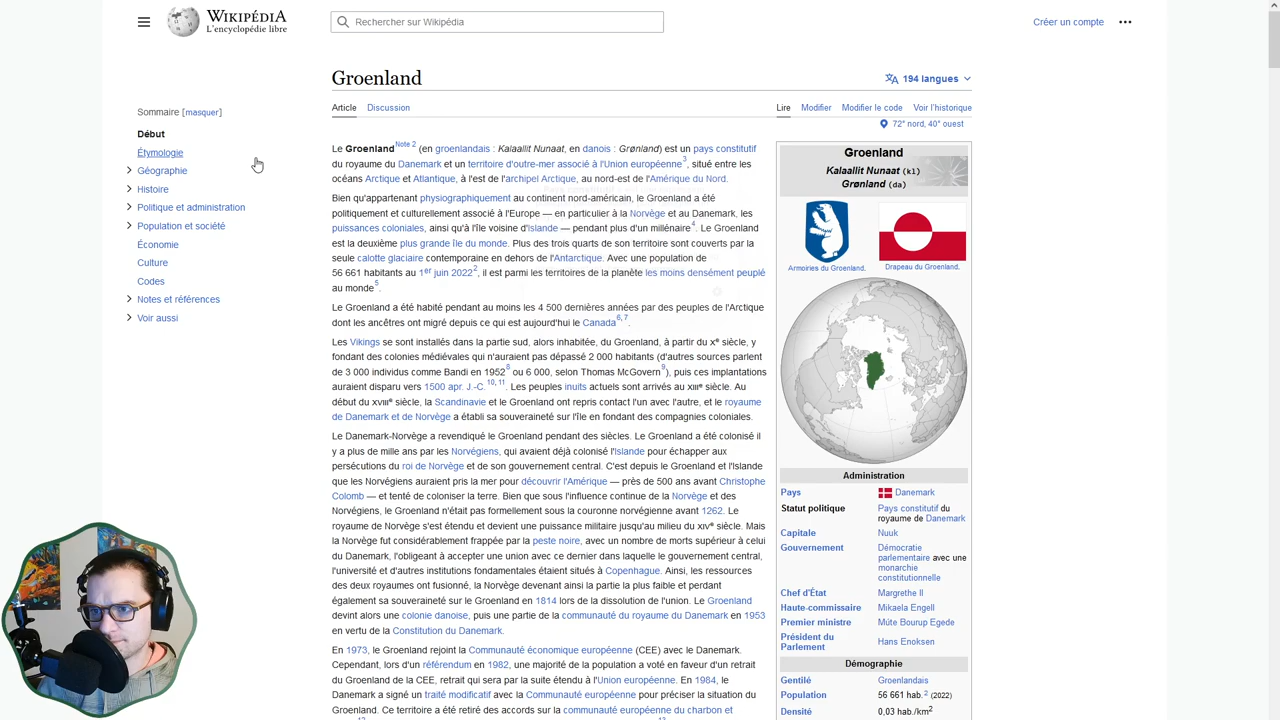 WIKIPÉDIA
L'encyclopédie libre
Rechercher sur Wikipédia
Créer un compte
Groenland
194 langues
Article
Discussion
Lire
Modifier
Modifier le code
Voir l'historique
72° nord, 40° ouest
Sommaire [masquer]
Début
Étymologie
Géographie
Histoire
Politique et administration
Population et société
Économie
Culture
Codes
Notes et références
Voir aussi
Le Groenland Note 2 (en groenlandais : Kalaallit Nunaat, en danois : Grønland) est un pays constitutif
du royaume du Danemark et un territoire d'outre-mer associé à l'Union européenne3, situé entre les
océans Arctique et Atlantique, à l'est de l'archipel Arctique, au nord-est de l'Amérique du Nord.
Bien qu'appartenant physiographiquement au continent nord-américain, le Groenland a été
politiquement et culturellement associé à l'Europe — en particulier à la Norvège et au Danemark, les
puissances coloniales, ainsi qu'à l'île voisine d'Islande — pendant plus d'un millénaire4. Le Groenland
est la deuxième plus grande île du monde. Plus des trois quarts de son territoire sont couverts par la
seule calotte glaciaire contemporaine en dehors de l'Antarctique. Avec une population de
56 661 habitants au 1er juin 20222, il est parmi les territoires de la planète les moins densément peuplé
au monde5.
Le Groenland a été habité pendant au moins les 4 500 dernières années par des peuples de l'Arctique
dont les ancêtres ont migré depuis ce qui est aujourd'hui le Canada6,7.
Les Vikings se sont installés dans la partie sud, alors inhabitée, du Groenland, à partir du Xe siècle, y
fondant des colonies médiévales qui n'auraient pas dépassé 2 000 habitants (d'autres sources parlent
de 3 000 individus comme Bandi en 19528 ou 6 000, selon Thomas McGovern9), puis ces implantations
auraient disparu vers 1500 apr. J.-C.10, 11. Les peuples inuits actuels sont arrivés au XIIIe siècle. Au
début du XVIIIe siècle, la Scandinavie et le Groenland ont repris contact l'un avec l'autre, et le royaume
de Danemark et de Norvège a établi sa souveraineté sur l'île en fondant des compagnies coloniales.
Le Danemark-Norvège a revendiqué le Groenland pendant des siècles. Le Groenland a été colonisé il
y a plus de mille ans par les Norvégiens, qui avaient déjà colonisé l'Islande pour échapper aux
persécutions du roi de Norvège et de son gouvernement central. C'est depuis le Groenland et l'Islande
que les Norvégiens auraient pris la mer pour découvrir l'Amérique — près de 500 ans avant Christophe
Colomb — et tenté de coloniser la terre. Bien que sous l'influence continue de la Norvège et des
Norvégiens, le Groenland n'était pas formellement sous la couronne norvégienne avant 1262. Le
royaume de Norvège s'est étendu et devient une puissance militaire jusqu'au milieu du XIVe siècle. Mais
la Norvège fut considérablement frappée par la peste noire, avec un nombre de morts supérieur à celui
du Danemark, l'obligeant à accepter une union avec ce dernier dans laquelle le gouvernement central,
l'université et d'autres institutions fondamentales étaient situés à Copenhague. Ainsi, les ressources
des deux royaumes ont fusionné, la Norvège devenant ainsi la partie la plus faible et perdant
également sa souveraineté sur le Groenland en 1814 lors de la dissolution de l'union. Le Groenland
devint alors une colonie danoise, puis une partie de la communauté du royaume du Danemark en 1953
en vertu de la Constitution du Danemark.
En 1973, le Groenland rejoint la Communauté économique européenne (CEE) avec le Danemark.
Cependant, lors d'un référendum en 1982, une majorité de la population a voté en faveur d'un retrait
du Groenland de la CEE, retrait qui sera par la suite étendu à l'Union européenne. En 1984, le
Danemark a signé un traité modificatif avec la Communauté européenne pour préciser la situation du
Groenland. Ce territoire a été retiré des accords sur la communauté européenne du charbon et
Groenland
Kalaallit Nunaat (kl)
Grønland (da)
Armoiries du Groenland.
Drapeau du Groenland.
Administration
Pays Danemark
Statut politique Pays constitutif du
royaume de Danemark
Capitale Nuuk
Gouvernement Démocratie
parlementaire avec une
monarchie
constitutionnelle
Chef d'État Margrethe II
Haute-commissaire Mikaela Engell
Premier ministre Múte Bourup Egede
Président du
Parlement Hans Enoksen
Démographie
Gentilé Groenlandais
Population 56 661 hab.2 (2022)
Densité 0,03 hab./km2